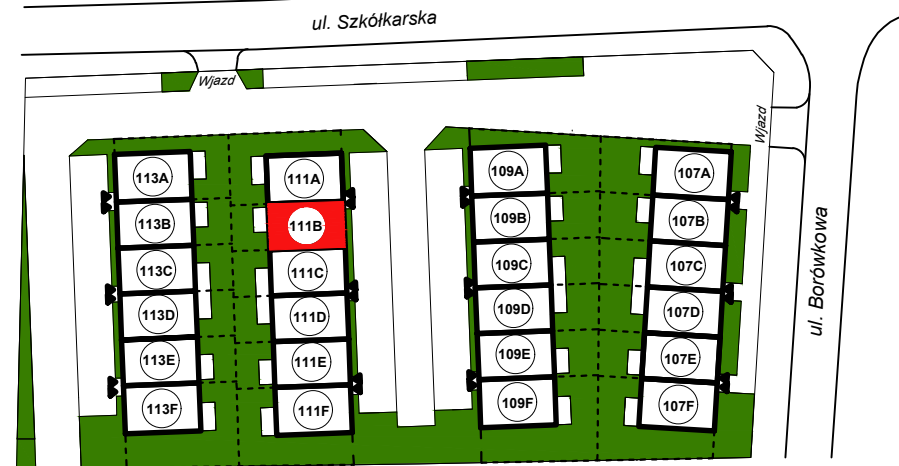 ul. Szkółkarska
Wjazd
Wjazd
113A
111A
109A
107A
113B
111B
109B
107B
113C
111C
109C
107C
113D
111D
109D
107D
113E
111E
109E
107E
113F
111F
109F
107F
ul. Borówkowa